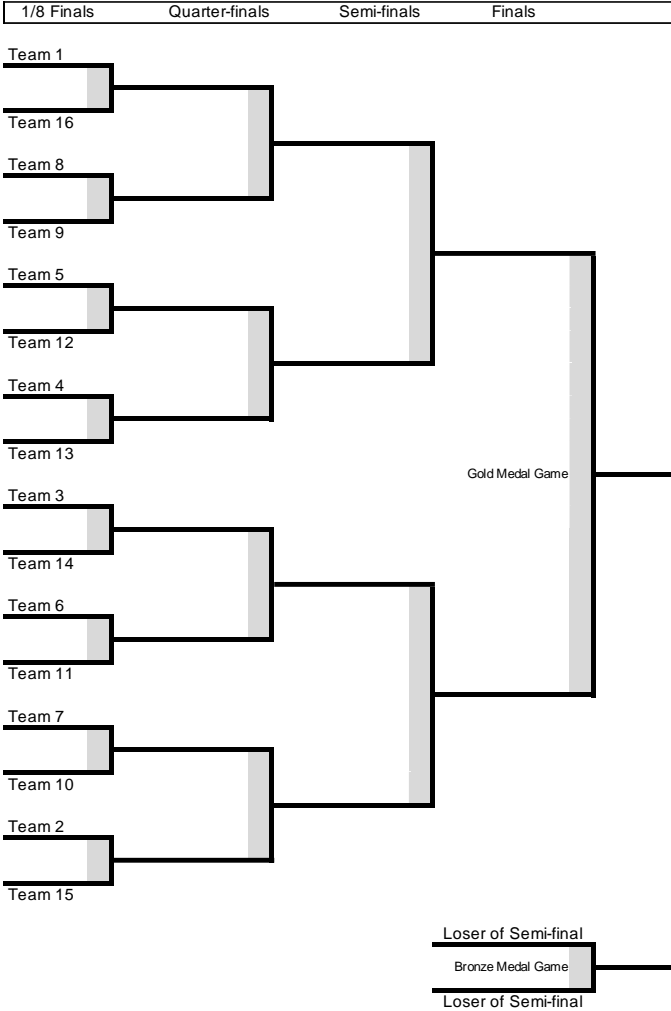 1/8 Finals Quarter-finals Semi-finals Finals
Team 1
Team 16
Team 8
Team 9
Team 5
Team 12
Team 4
Team 13
Gold Medal Game
Team 3
Team 14
Team 6
Team 11
Team 7
Team 10
Team 2
Team 15
Loser of Semi-final
Bronze Medal Game
Loser of Semi-final